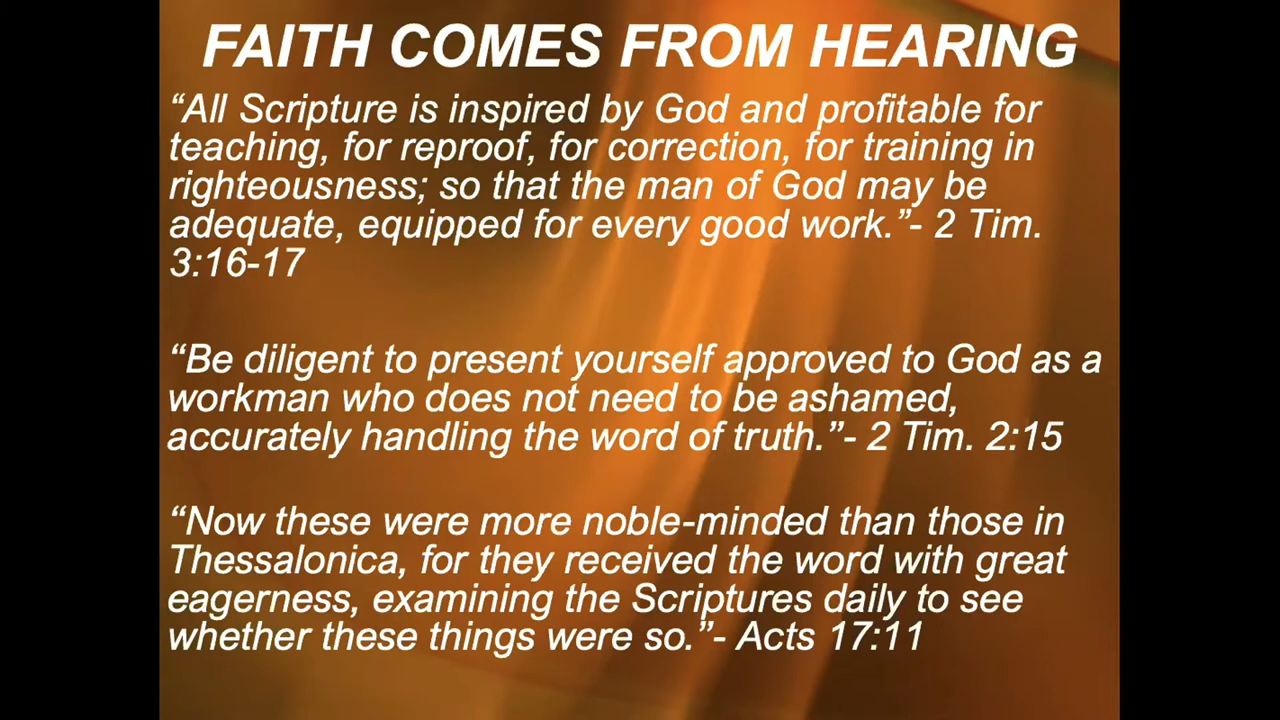 FAITH COMES FROM HEARING
“All Scripture is inspired by God and profitable for
teaching, for reproof, for correction, for training in
righteousness; so that the man of God may be
adequate, equipped for every good work.”- 2 Tim.
3:16-17
“Be diligent to present yourself approved to God as a
workman who does not need to be ashamed,
accurately handling the word of truth.”- 2 Tim. 2:15
“Now these were more noble-minded than those in
Thessalonica, for they received the word with great
eagerness, examining the Scriptures daily to see
whether these things were so.”- Acts 17:11